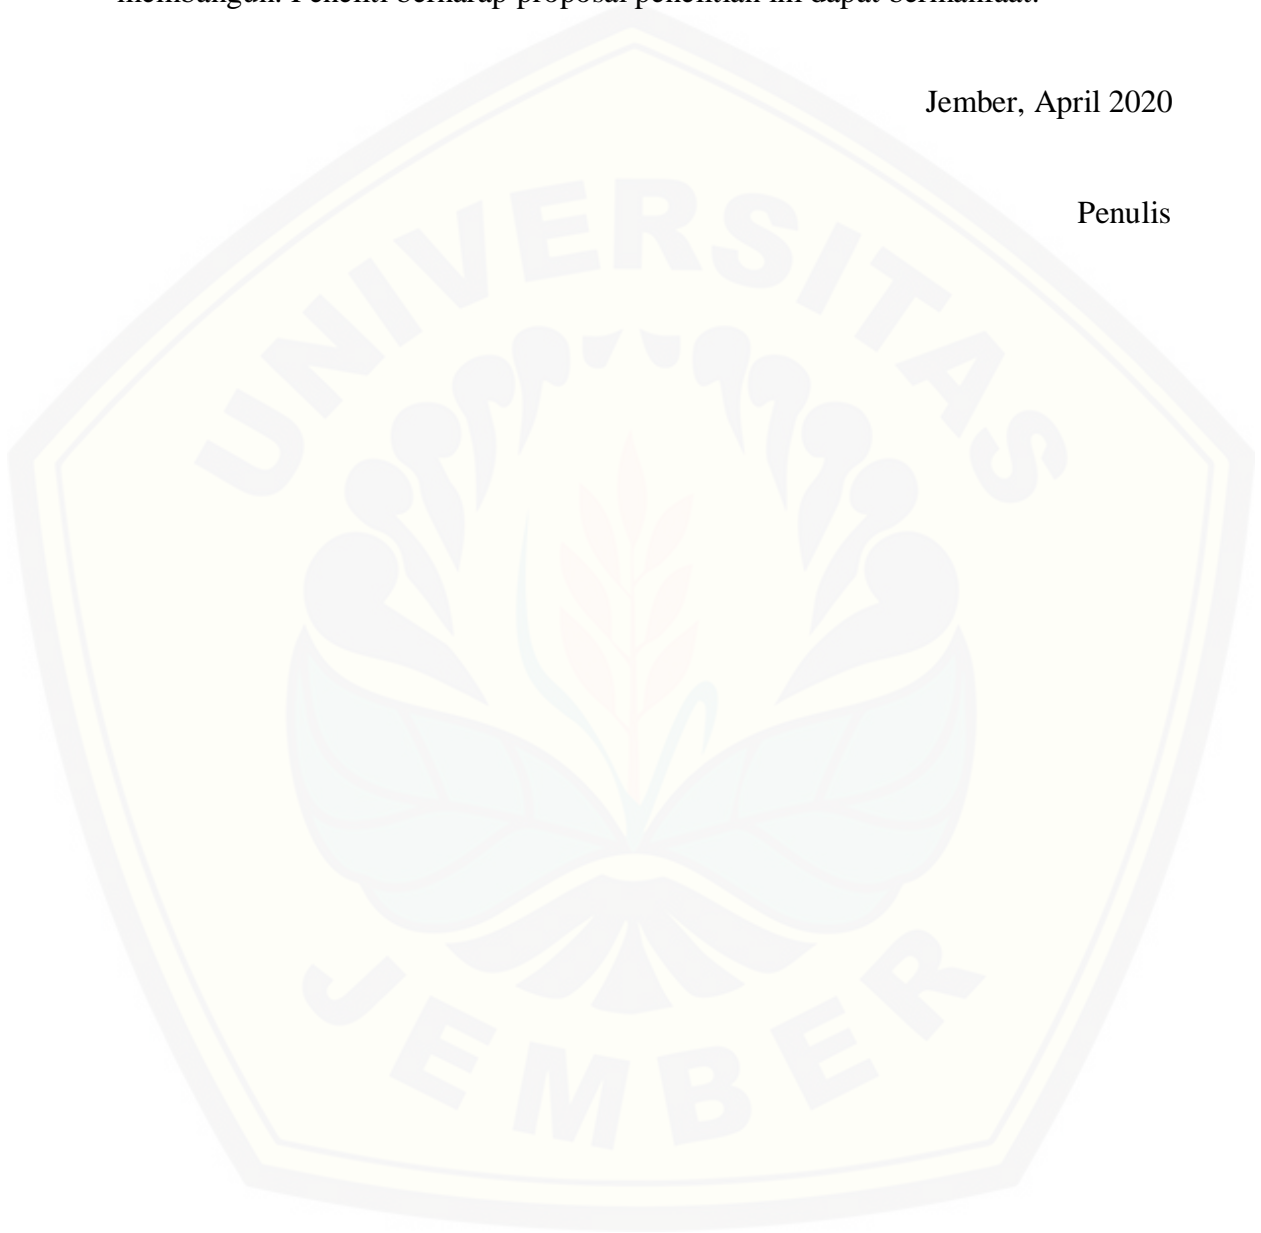 membangun. Peneliti berharap proposal penelitian ini dapat bermanfaat.
Jember, April 2020
Penulis
UNIVERSITAS
JEMBER